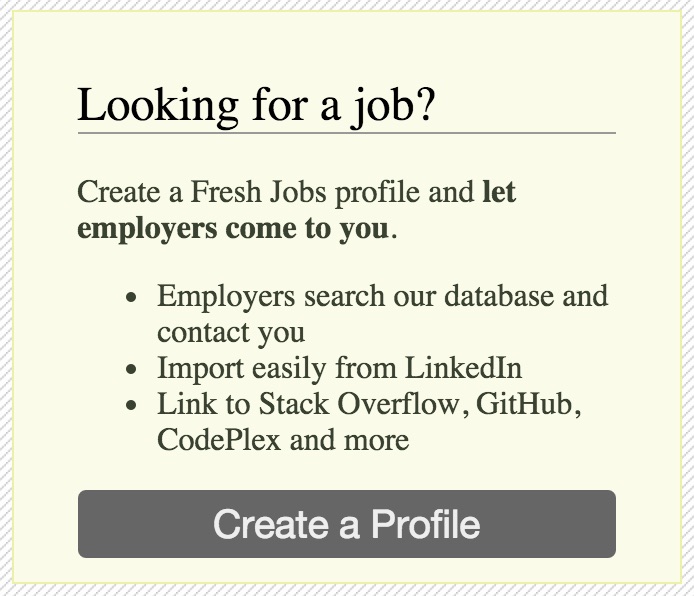 Looking for a job?
Create a Fresh Jobs profile and let
employers come to you.
• Employers search our database and
contact you
• Import easily from LinkedIn
• Link to Stack Overflow, GitHub,
CodePlex and more
Create a Profile